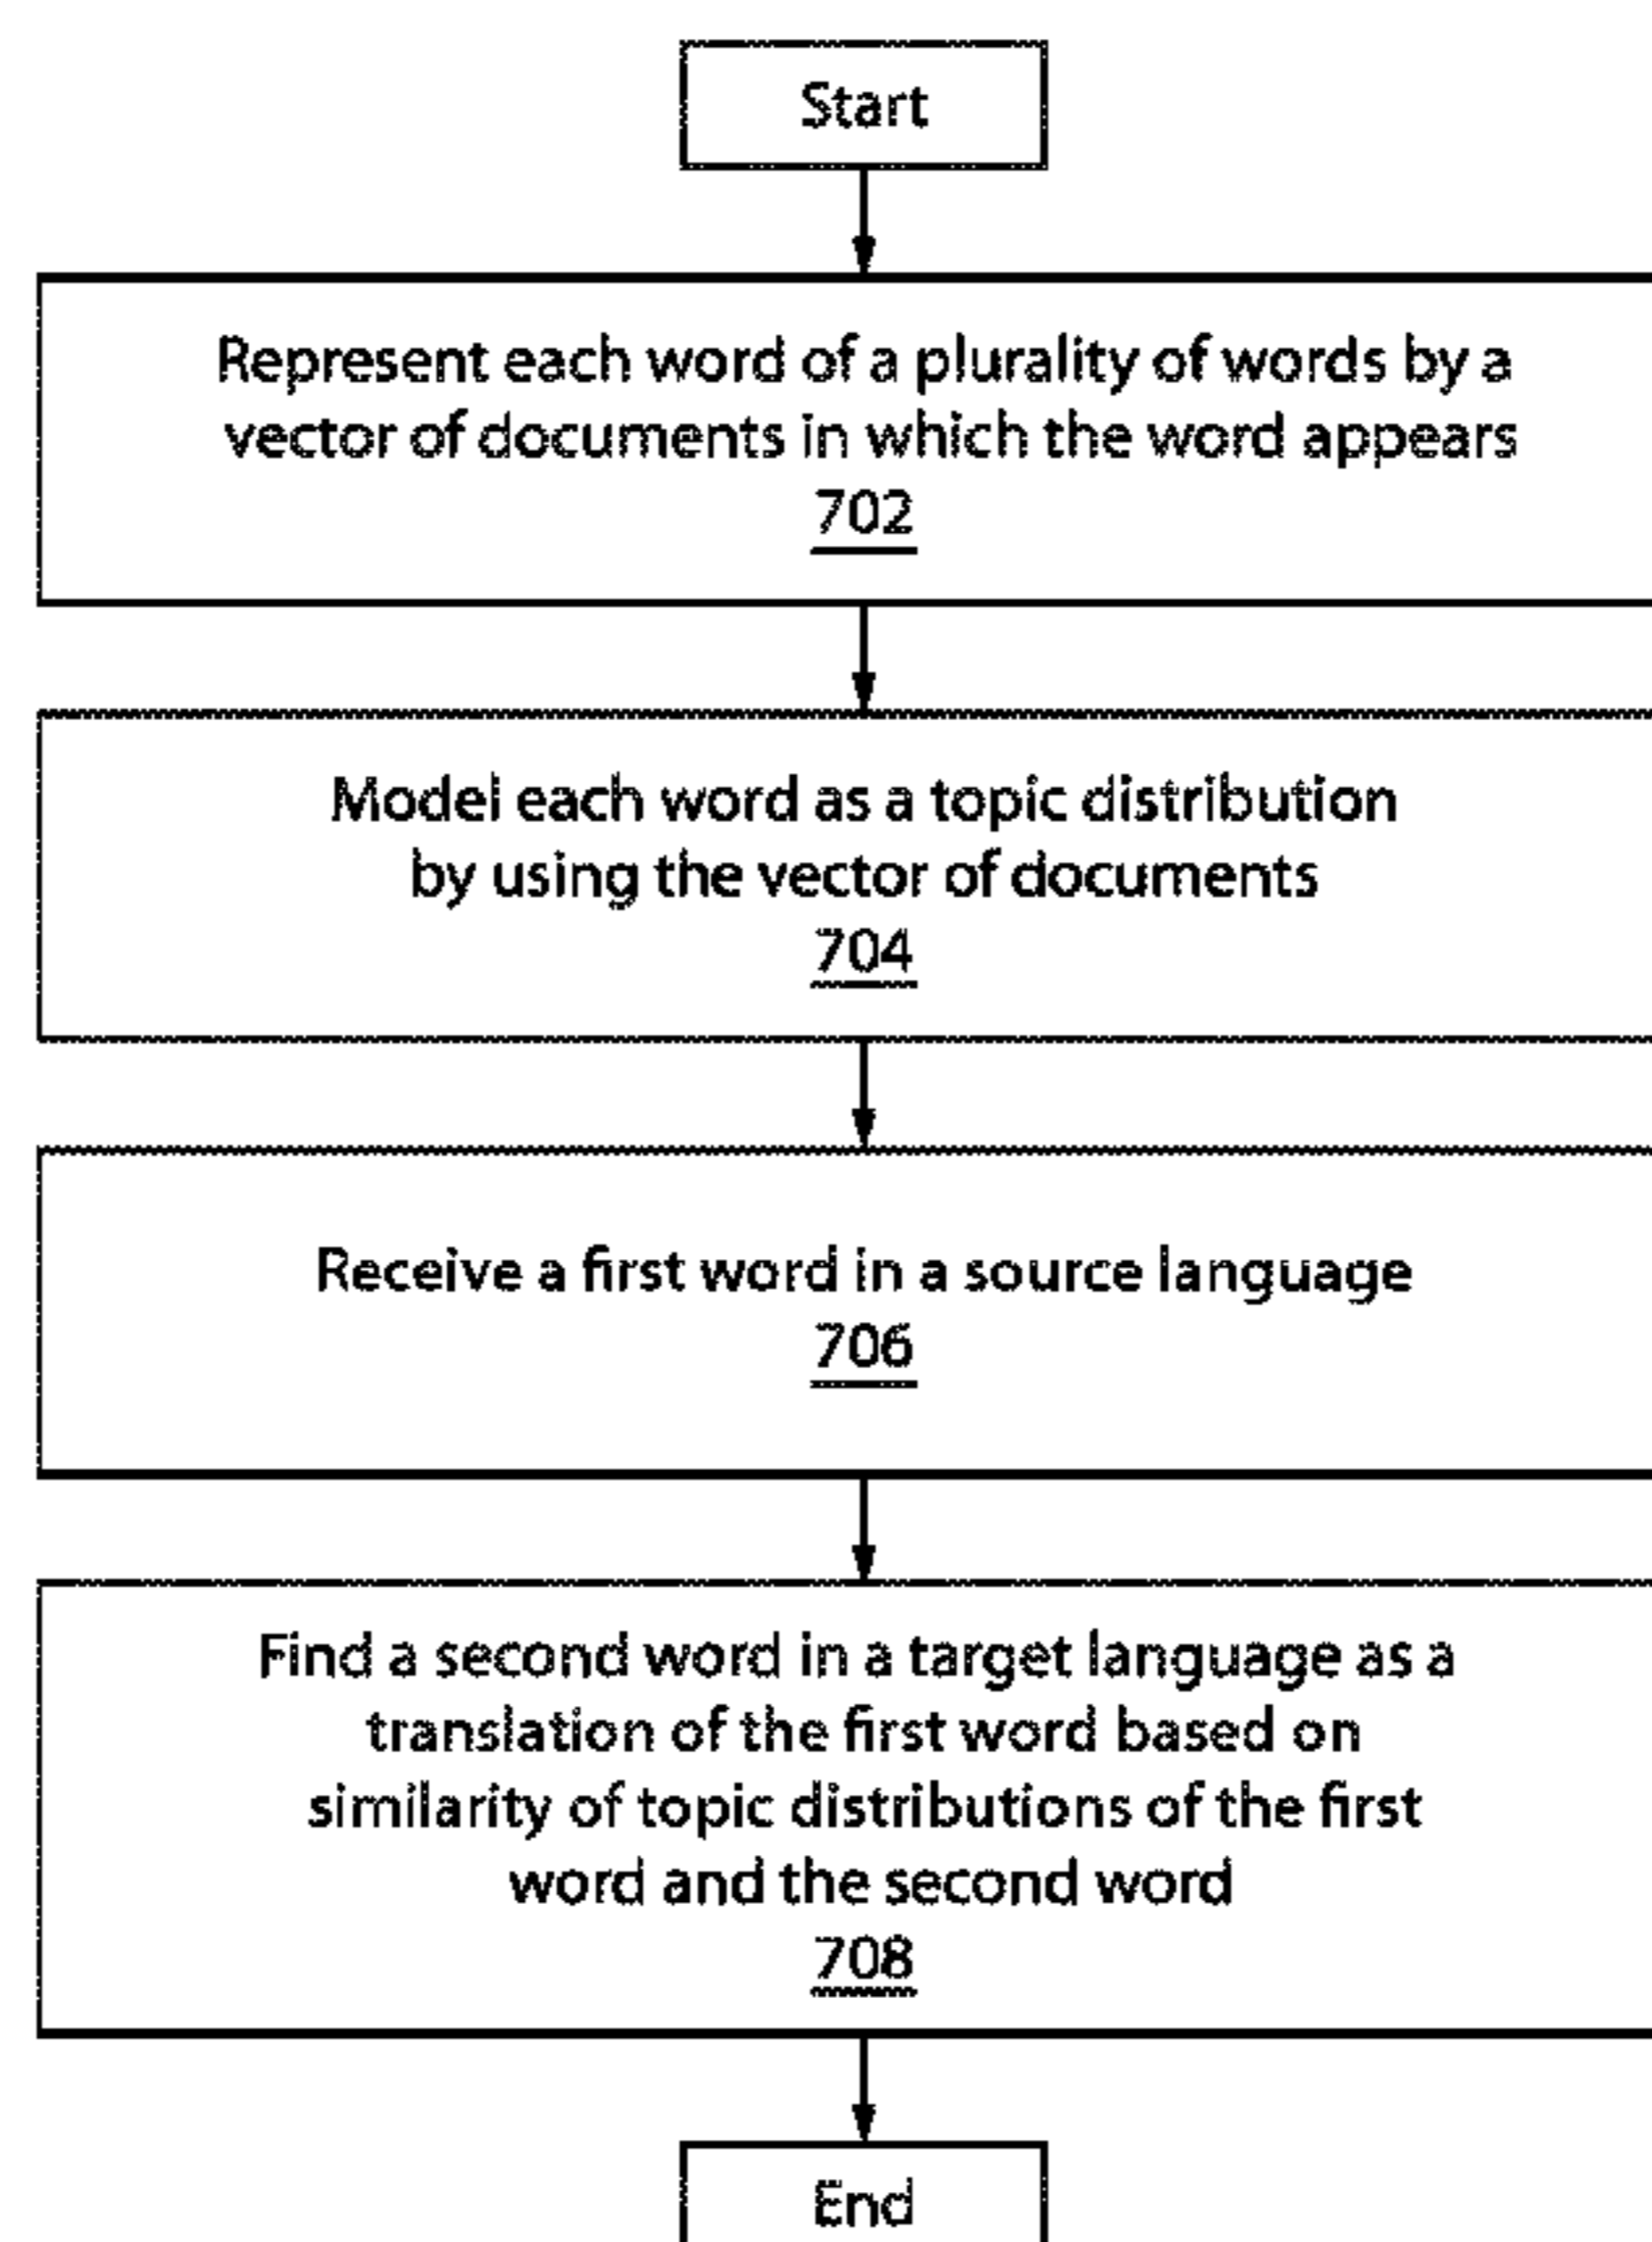 Start
Represent each word of a plurality of words by a
vector of documents in which the word appears
702
Model each word as a topic distribution
by using the vector of documents
704
Receive a first word in a source language
706
Find a second word in a target language as a
translation of the first word based on
similarity of topic distributions of the first
word and the second word
708
End